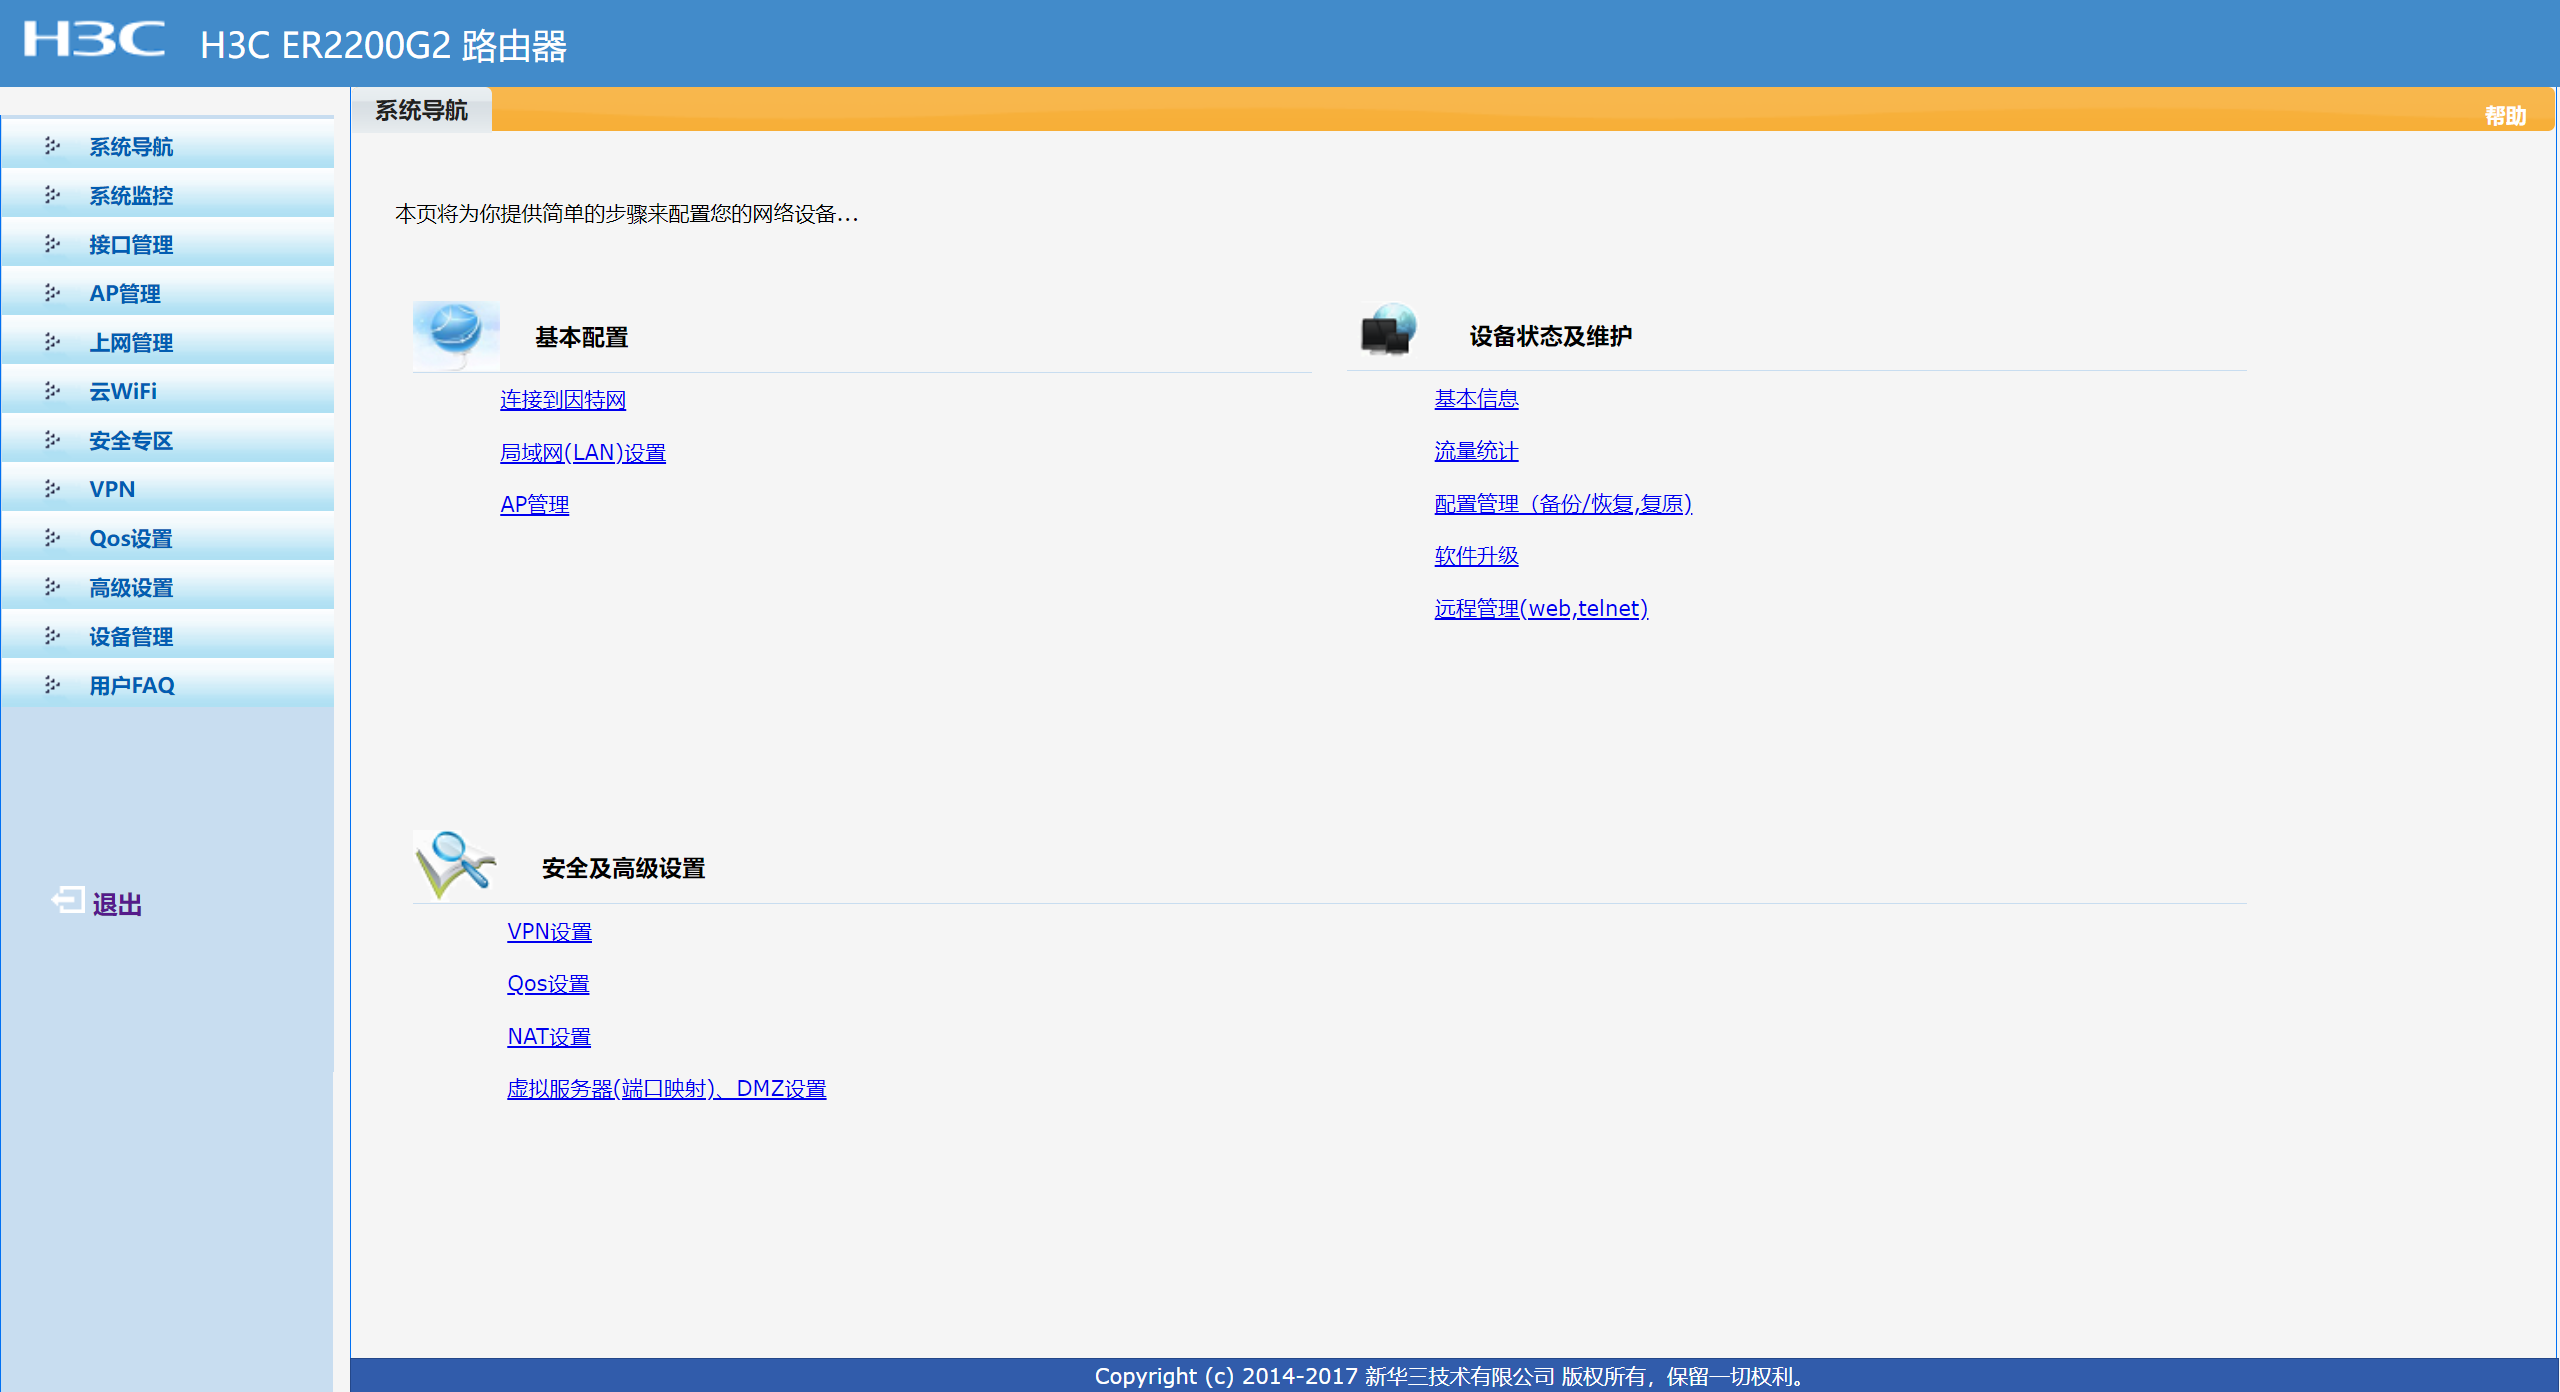 H3C
H3C ER2200G2 路由器
系统导航
帮助
系统导航
系统监控
接口管理
AP管理
上网管理
云WiFi
安全专区
VPN
Qos设置
高级设置
设备管理
用户FAQ
退出
本页将为你提供简单的步骤来配置您的网络设备...
基本配置
连接到因特网
局域网(LAN)设置
AP管理
设备状态及维护
基本信息
流量统计
配置管理（备份/恢复,复原)
软件升级
远程管理(web,telnet)
安全及高级设置
VPN设置
Qos设置
NAT设置
虚拟服务器(端口映射)、DMZ设置
Copyright (c) 2014-2017 新华三技术有限公司 版权所有，保留一切权利。